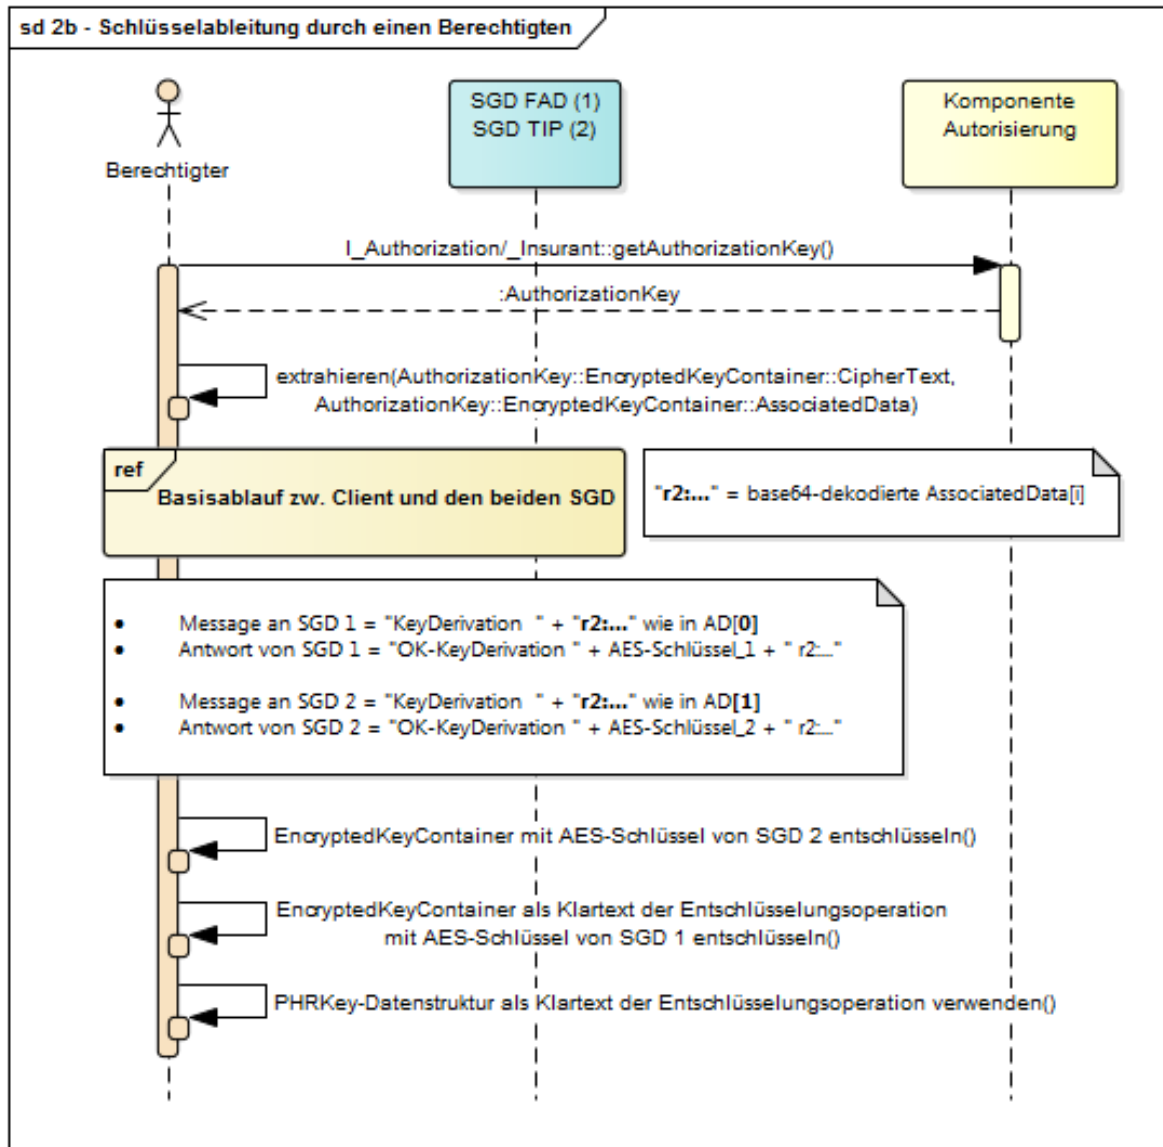 sd 2b - Schlüsselableitung durch einen Berechtigten
SGD FAD (1)
SGD TIP (2)
Komponente
Autorisierung
Berechtigter
I_Authorization/_Insurant::getAuthorizationKey()
:AuthorizationKey
extrahieren(AuthorizationKey::EncryptedKeyContainer::CipherText,
AuthorizationKey::EncryptedKeyContainer::AssociatedData)
ref
Basisablauf zw. Client und den beiden SGD
"r2:..." = base64-dekodierte AssociatedData[i]
• Message an SGD 1 = "KeyDerivation  " + "r2:..." wie in AD[0]
• Antwort von SGD 1 = "OK-KeyDerivation " + AES-Schlüssel_1 + " r2:..."
• Message an SGD 2 = "KeyDerivation  " + "r2:..." wie in AD[1]
• Antwort von SGD 2 = "OK-KeyDerivation " + AES-Schlüssel_2 + " r2:..."
EncryptedKeyContainer mit AES-Schlüssel von SGD 2 entschlüsseln()
EncryptedKeyContainer als Klartext der Entschlüsselungsoperation
mit AES-Schlüssel von SGD 1 entschlüsseln()
PHRKey-Datenstruktur als Klartext der Entschlüsselungsoperation verwenden()